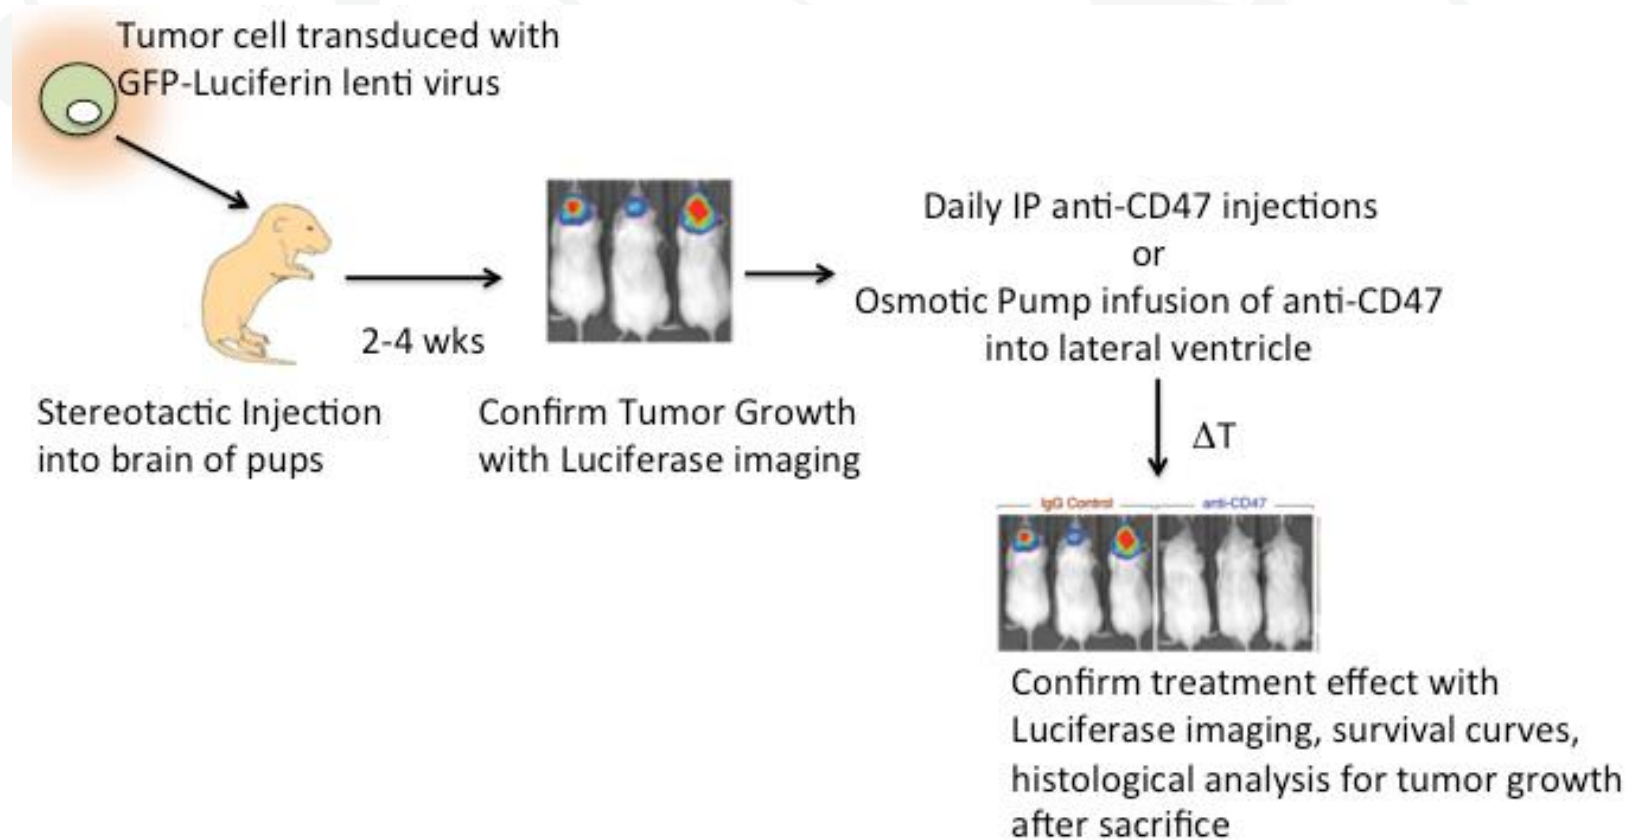 Tumor cell transduced with
GFP-Luciferin lenti virus
Daily IP anti-CD47 injections
or
Osmotic Pump infusion of anti-CD47
into lateral ventricle
2-4 wks
Stereotactic Injection
into brain of pups
Confirm Tumor Growth
with Luciferase imaging
ΔT
IgG Control
anti-CD47
Confirm treatment effect with
Luciferase imaging, survival curves,
histological analysis for tumor growth
after sacrifice